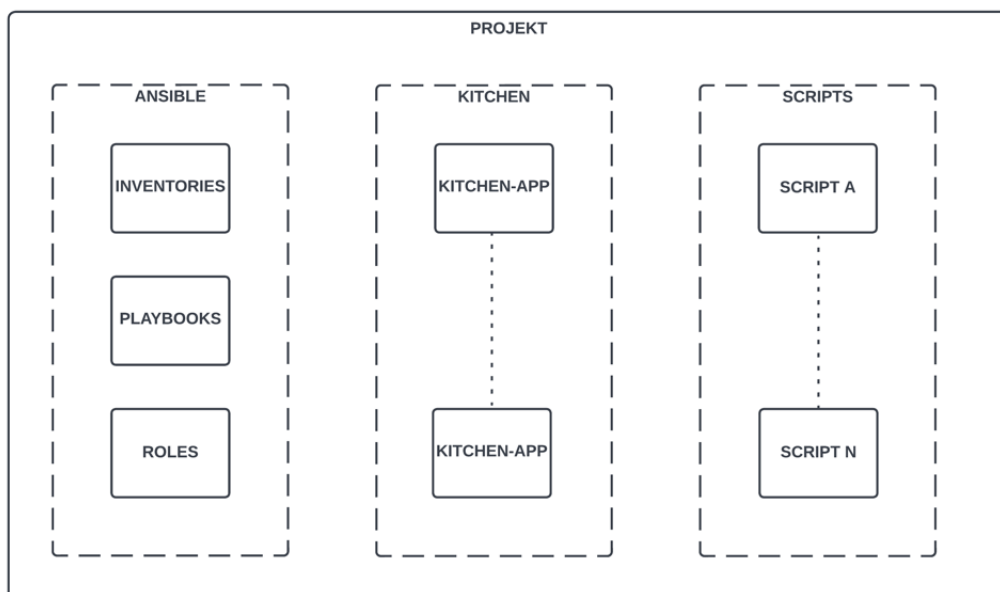 PROJEKT
ANSIBLE
INVENTORIES
PLAYBOOKS
ROLES
KITCHEN
KITCHEN-APP
KITCHEN-APP
SCRIPTS
SCRIPT A
SCRIPT N